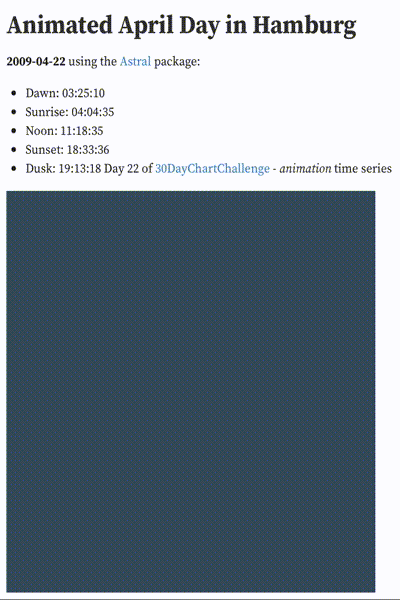 Animated April Day in Hamburg
2009-04-22 using the Astral package:
• Dawn: 03:25:10
• Sunrise: 04:04:35
• Noon: 11:18:35
• Sunset: 18:33:36
• Dusk: 19:13:18 Day 22 of 30DayChartChallenge - animation time series